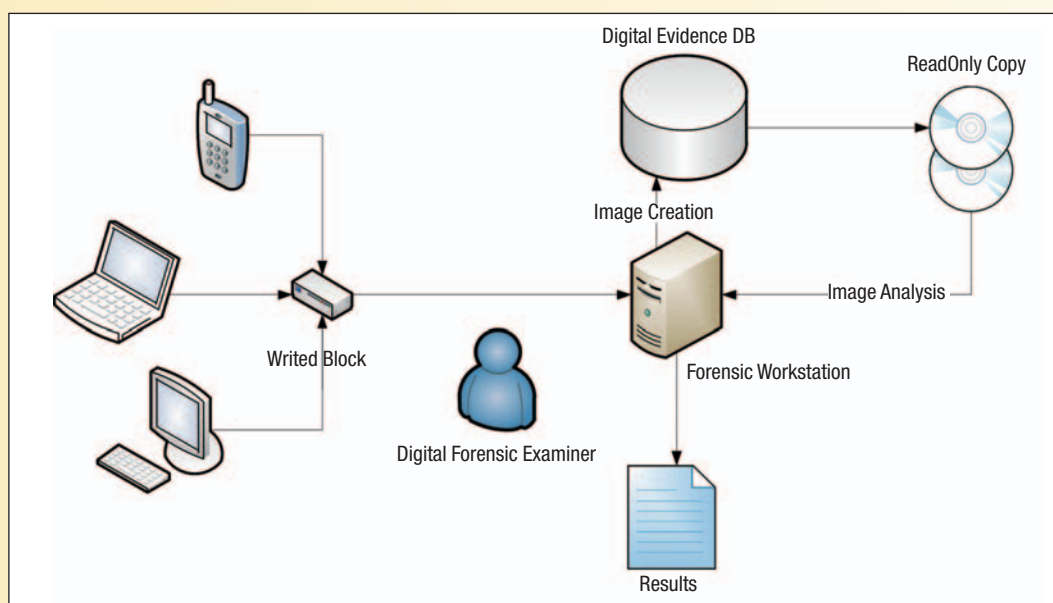 Digital Evidence DB
ReadOnly Copy
Image Creation
Image Analysis
Writed Block
Forensic Workstation
Digital Forensic Examiner
Results